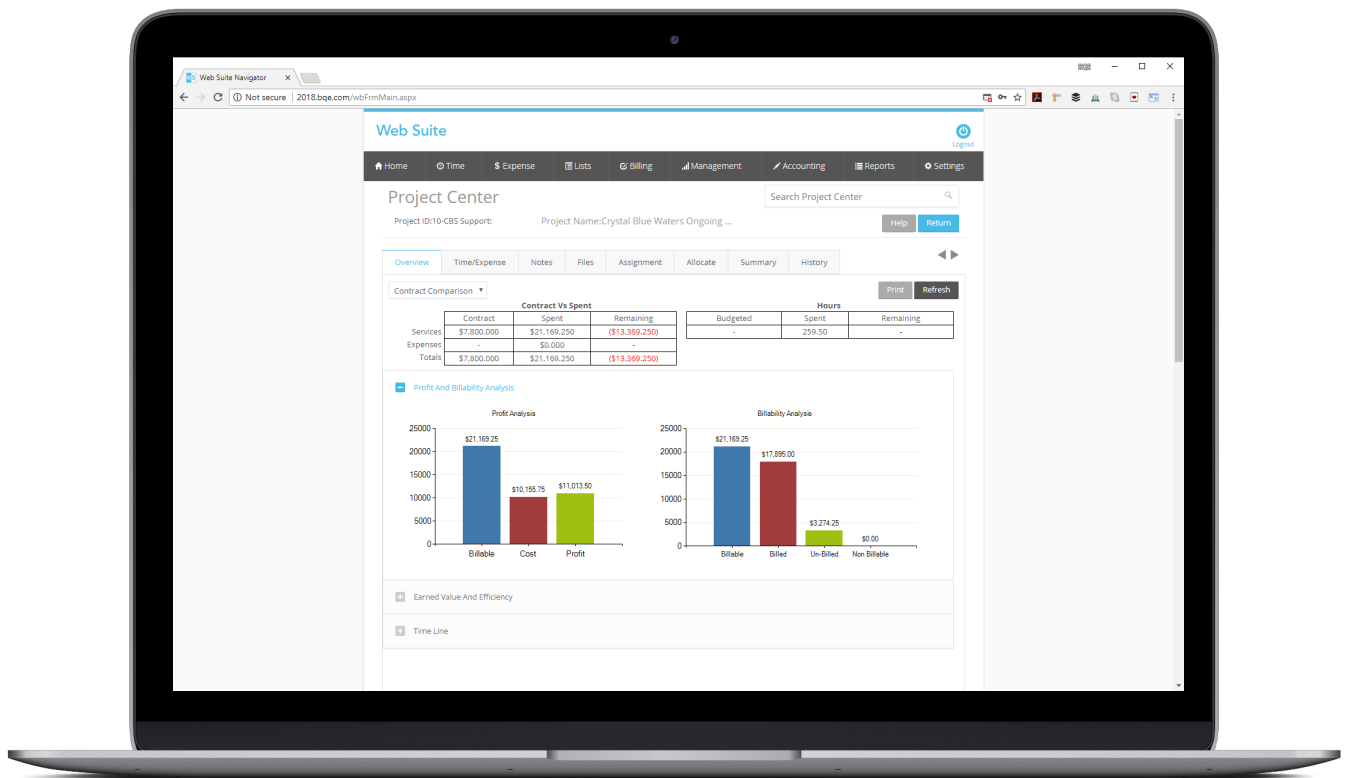 BQE
Web Suite Navigator
Not secure | 2018.bqe.com/wbFrmMain.aspx
Web Suite
Logout
Home Time $ Expense Lists Billing Management Accounting Reports Settings
Project Center
Search Project Center
Project ID:10-CBS Support: Project Name:Crystal Blue Waters Ongoing ...
Help Return
Overview Time/Expense Notes Files Assignment Allocate Summary History
Contract Comparison
Print Refresh
Contract Vs Spent
Contract Spent Remaining
Services $7,800.000 $21,169.250 ($13,369.250)
Expenses - $0.000 -
Totals $7,800.000 $21,169.250 ($13,369.250)
Hours
Budgeted Spent Remaining
- 259.50 -
Profit And Billability Analysis
Profit Analysis
25000
20000
15000
10000
5000
0
$21,169.25
$10,155.75
$11,013.50
Billable Cost Profit
Billability Analysis
25000
20000
15000
10000
5000
0
$21,169.25
$17,895.00
$3,274.25
$0.00
Billable Billed Un-Billed Non Billable
Earned Value And Efficiency
Time Line